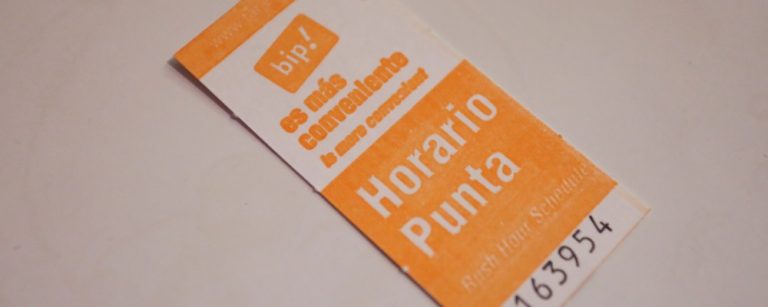 bip!
es más
conveniente
is more convenient
Horario
Punta
Rush Hour Schedule
163954